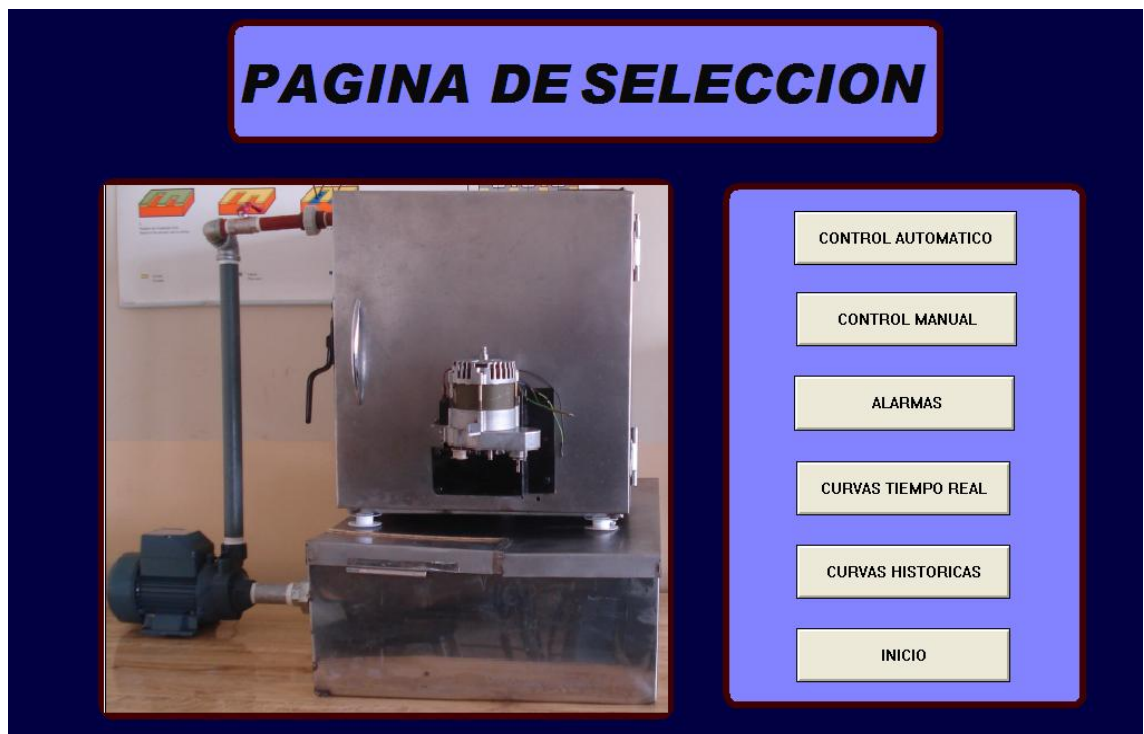 PAGINA DE SELECCION
CONTROL AUTOMATICO
CONTROL MANUAL
ALARMAS
CURVAS TIEMPO REAL
CURVAS HISTORICAS
INICIO